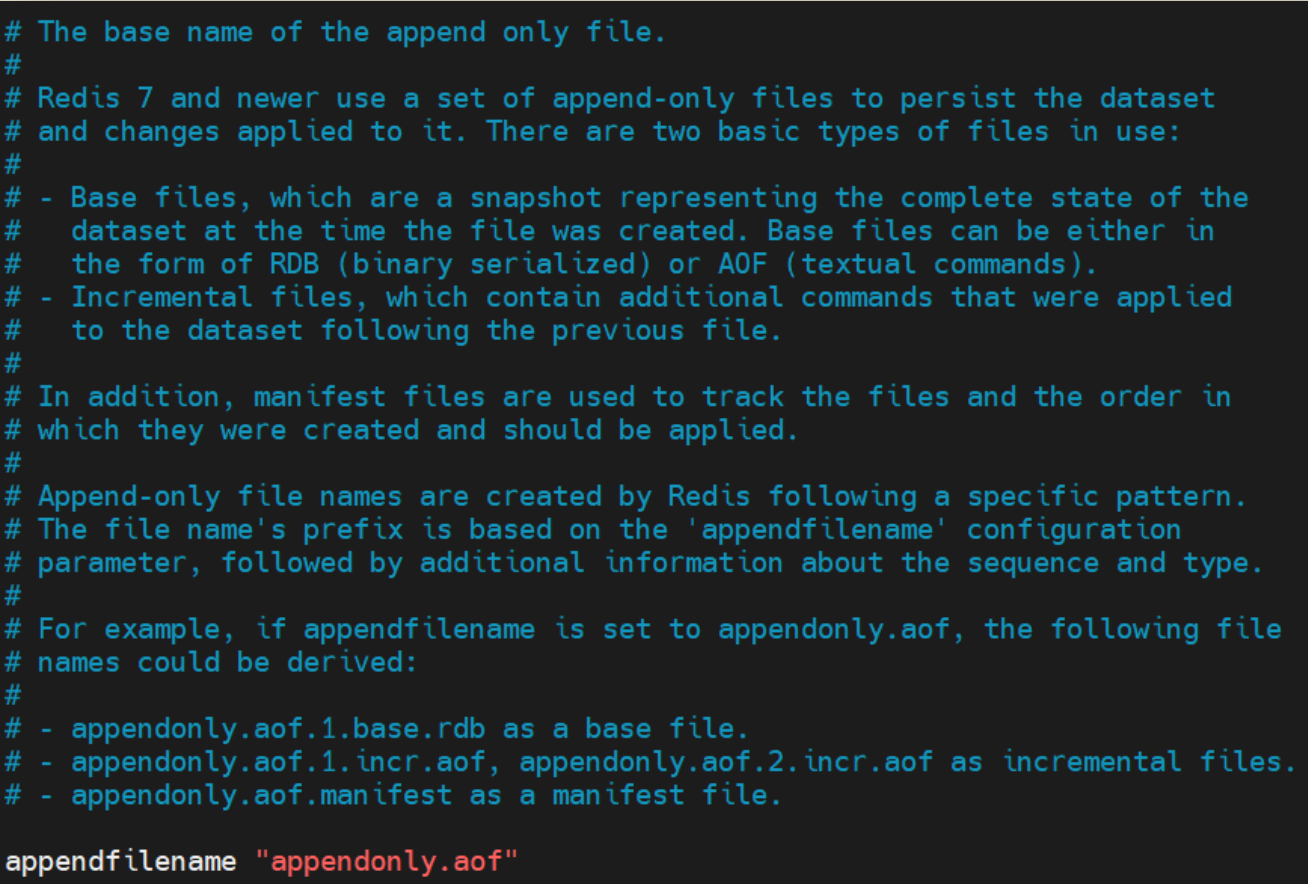 # The base name of the append only file.
#
# Redis 7 and newer use a set of append-only files to persist the dataset
# and changes applied to it. There are two basic types of files in use:
#
# - Base files, which are a snapshot representing the complete state of the
#   dataset at the time the file was created. Base files can be either in
#   the form of RDB (binary serialized) or AOF (textual commands).
# - Incremental files, which contain additional commands that were applied
#   to the dataset following the previous file.
#
# In addition, manifest files are used to track the files and the order in
# which they were created and should be applied.
#
# Append-only file names are created by Redis following a specific pattern.
# The file name's prefix is based on the 'appendfilename' configuration
# parameter, followed by additional information about the sequence and type.
#
# For example, if appendfilename is set to appendonly.aof, the following file
# names could be derived:
#
# - appendonly.aof.1.base.rdb as a base file.
# - appendonly.aof.1.incr.aof, appendonly.aof.2.incr.aof as incremental files.
# - appendonly.aof.manifest as a manifest file.

appendfilename "appendonly.aof"